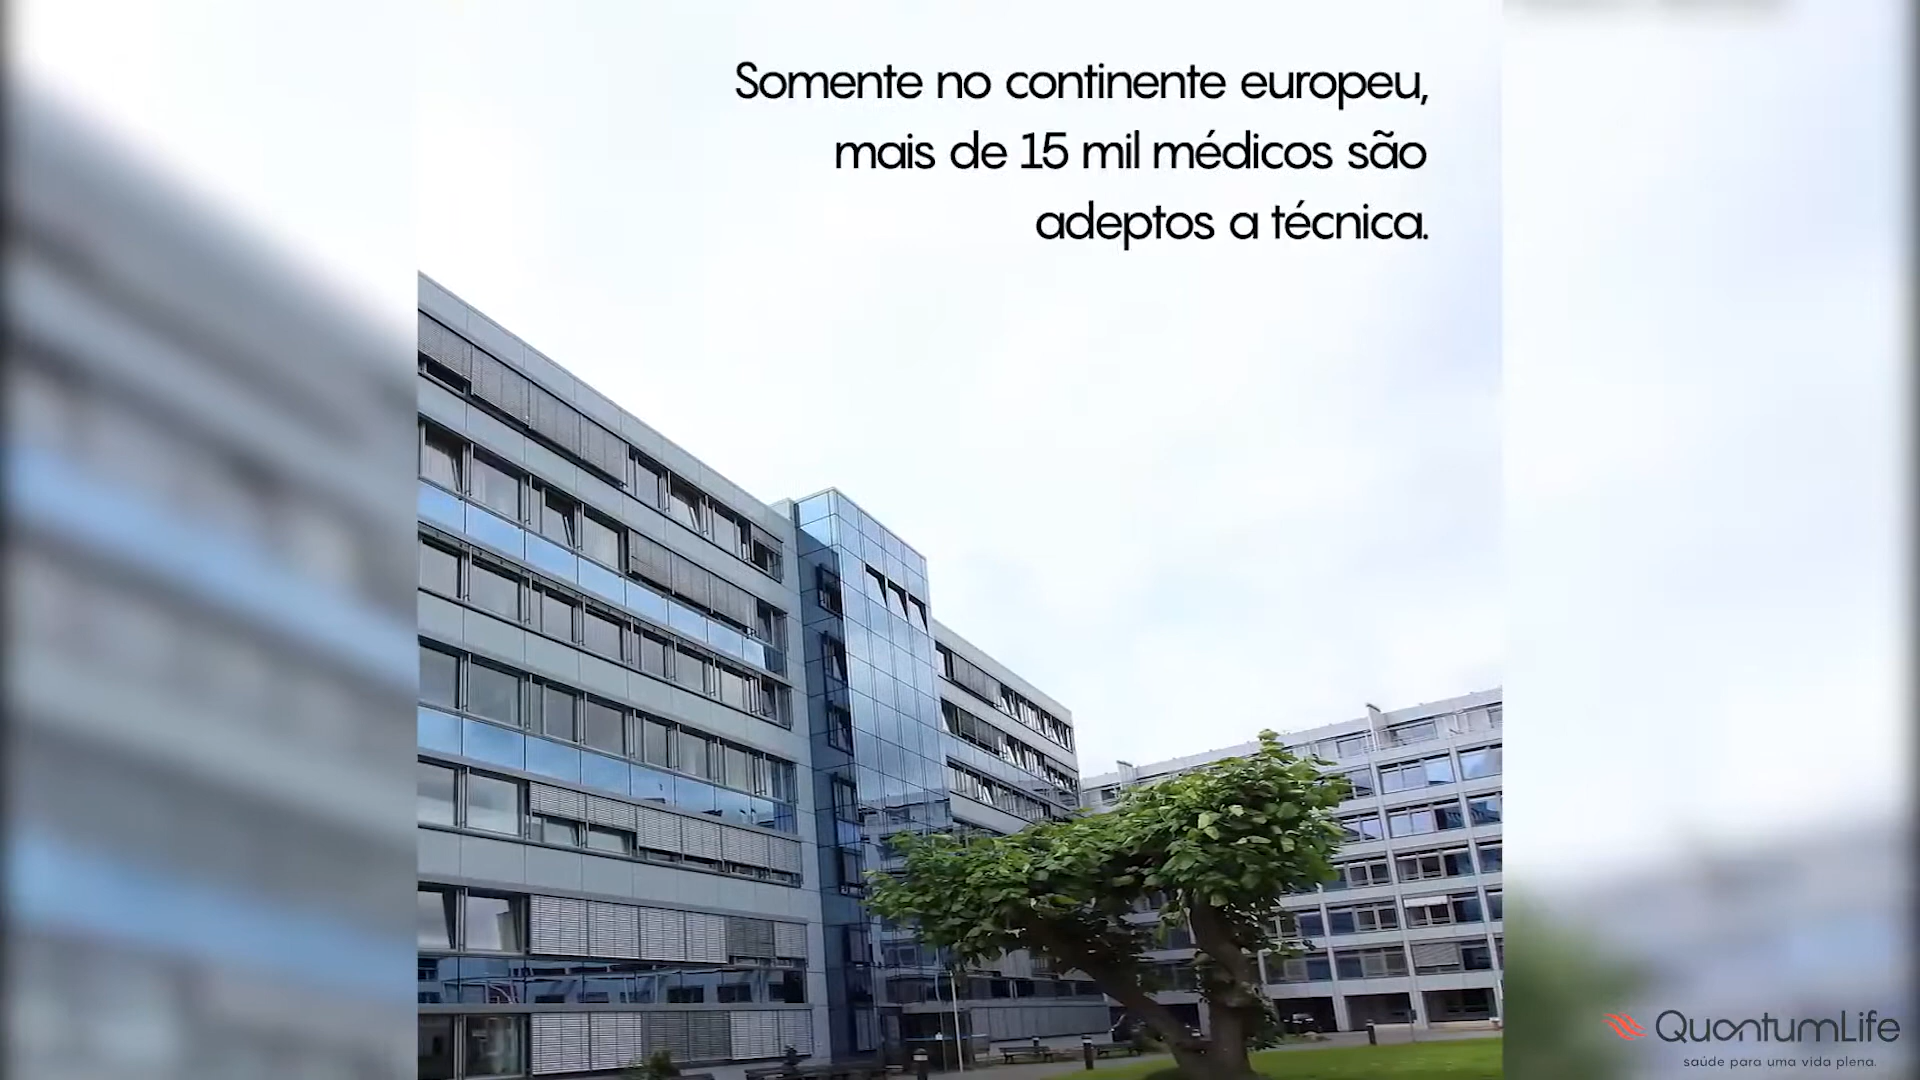 Somente no continente europeu,
mais de 15 mil médicos são
adeptos a técnica.
QuantumLife
saúde para uma vida plena.